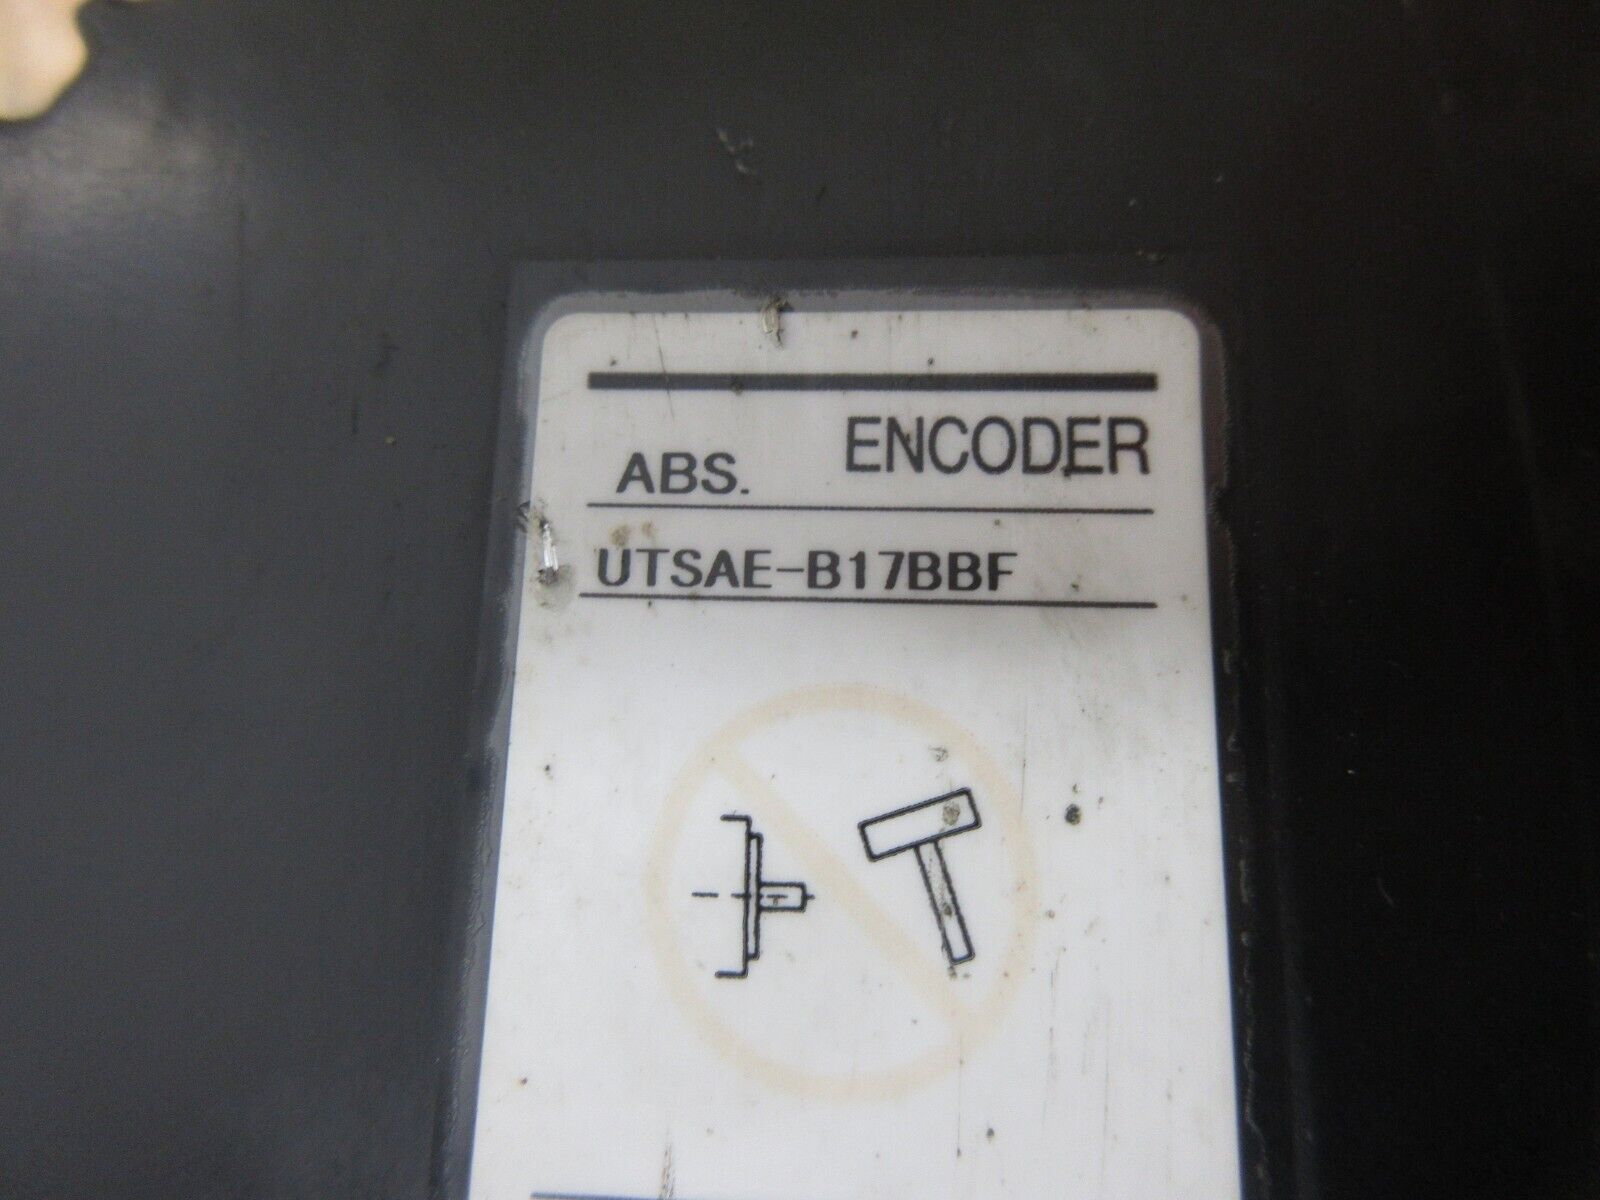 ENCODER
ABS.
UTSAE-B17BBF